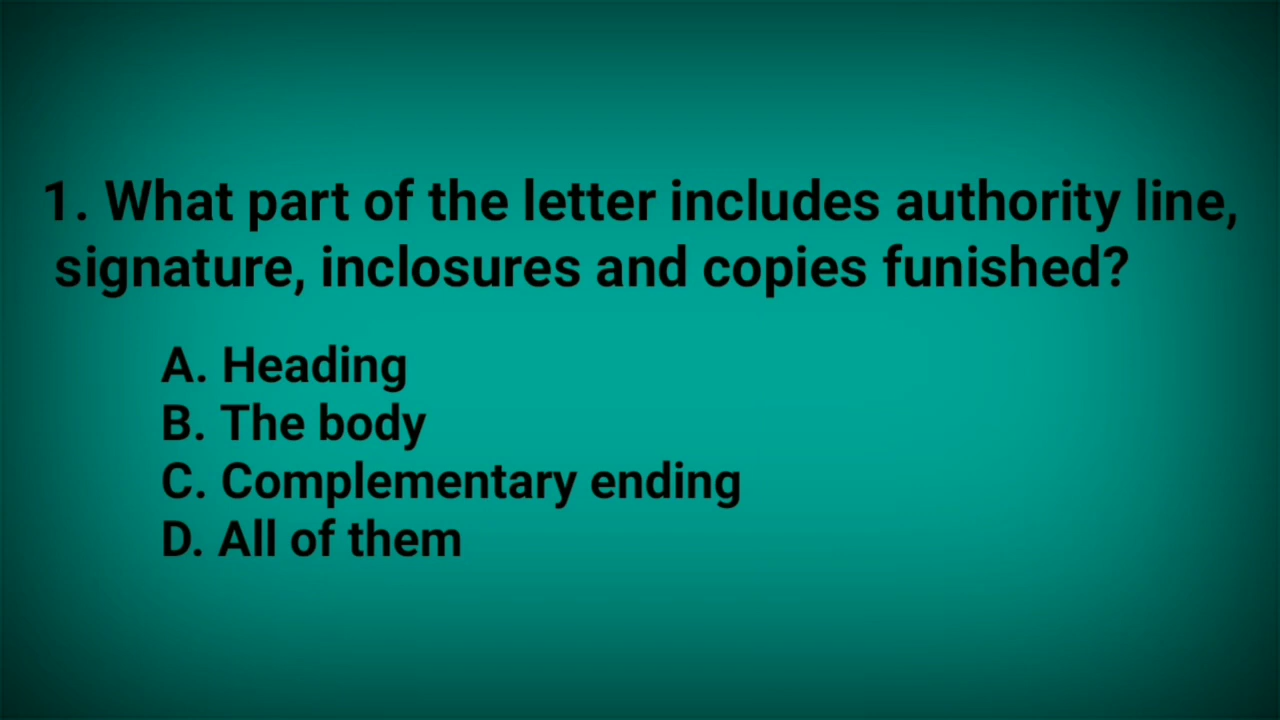 1. What part of the letter includes authority line,
signature, inclosures and copies funished?
A. Heading
B. The body
C. Complementary ending
D. All of them